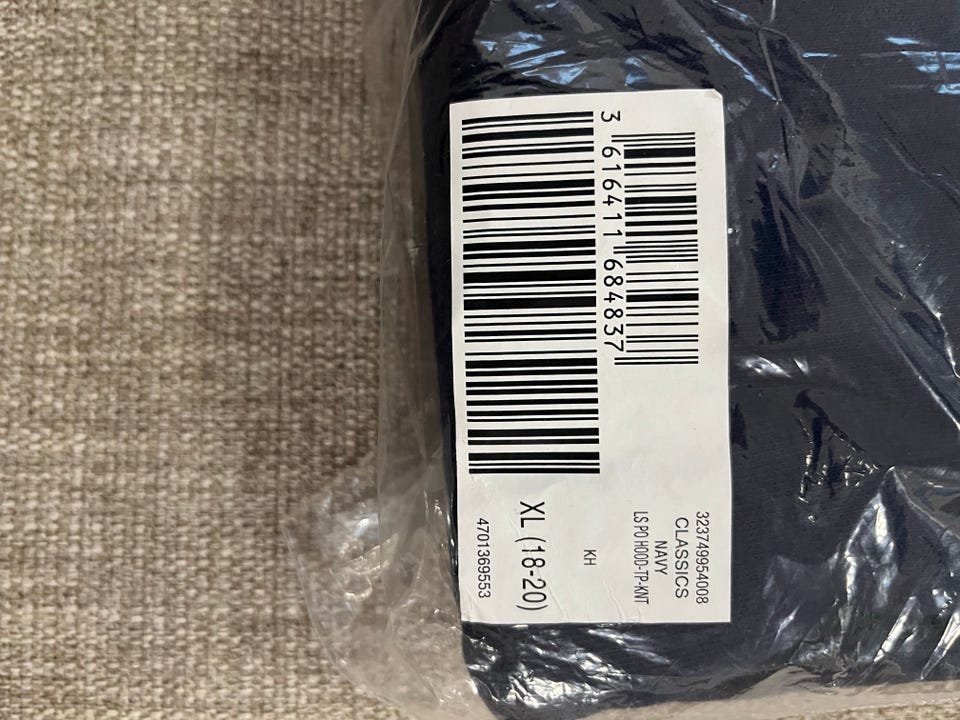 3 616411 684837
323749954008
CLASSICS
NAVY
LS PO HOOD-TP-KNT
KH
XL (18-20)
4701369553